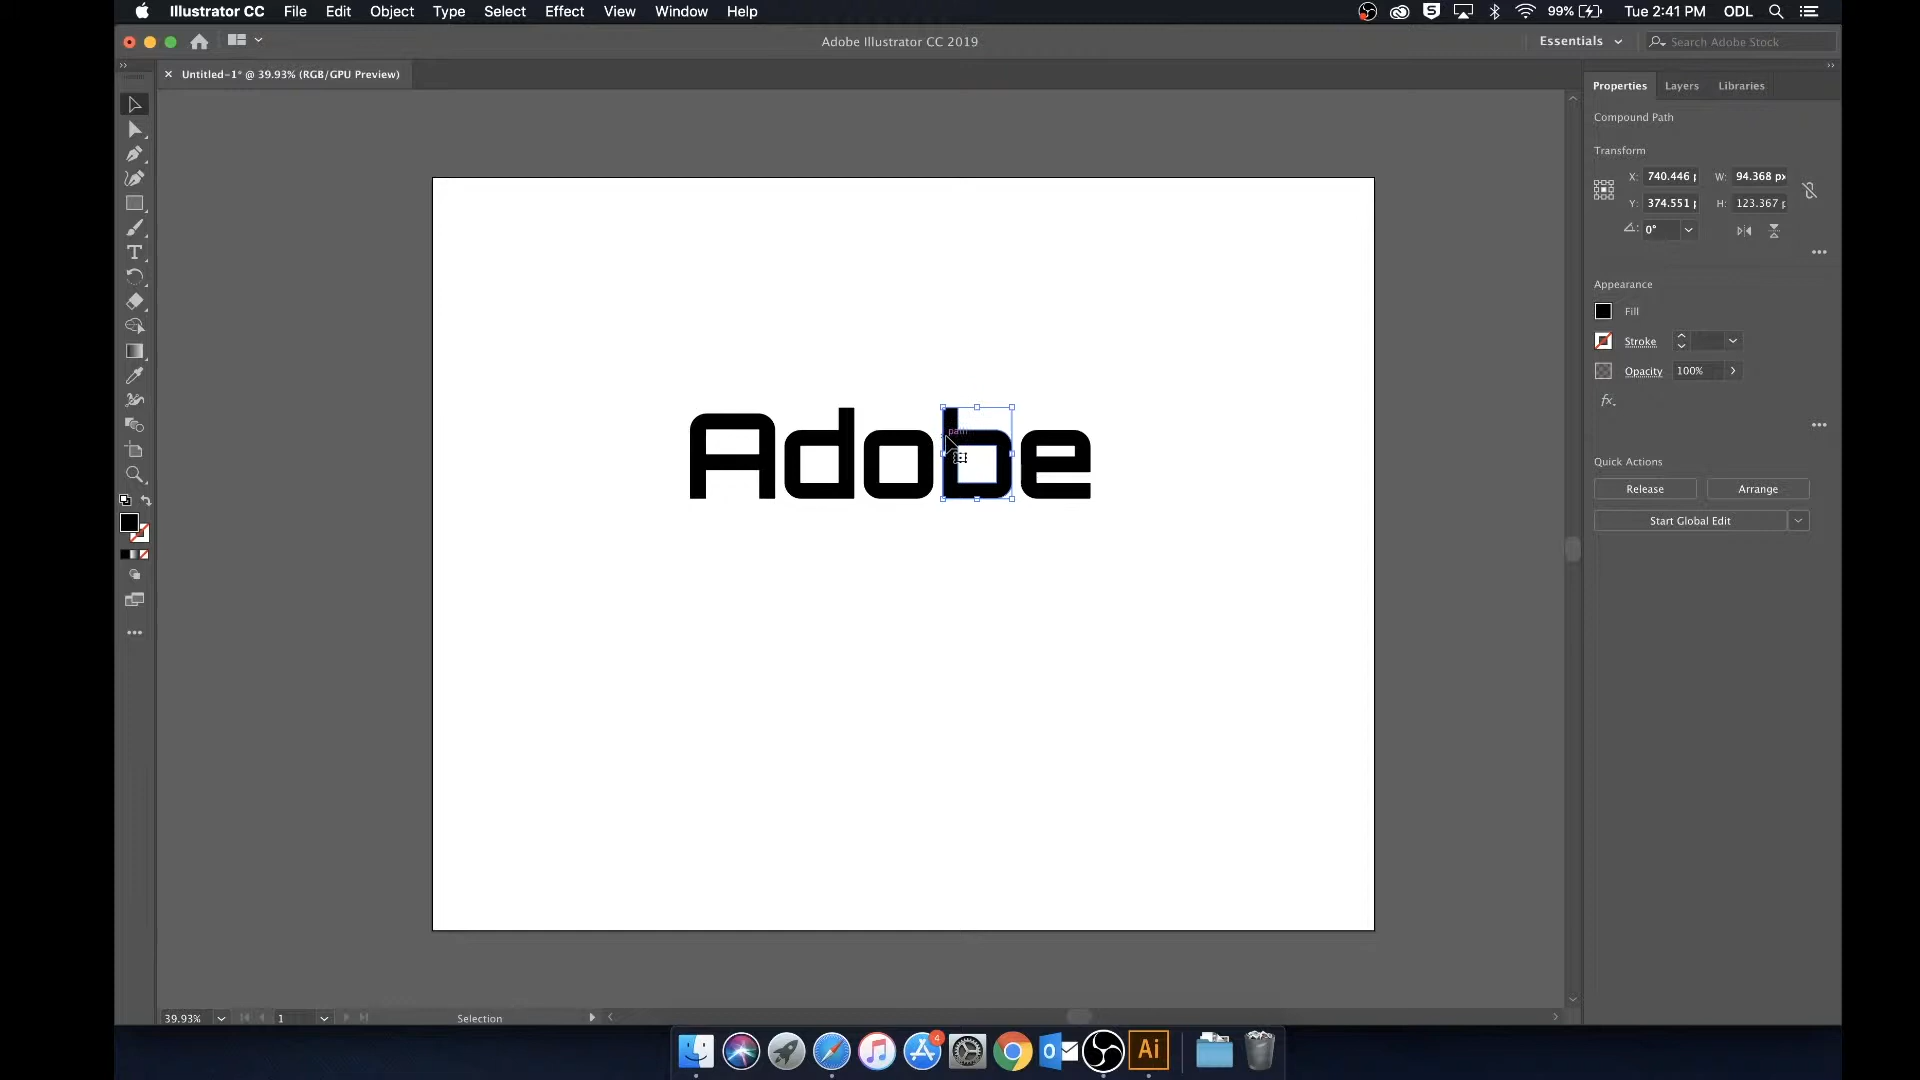 Illustrator CC File Edit Object Type Select Effect View Window Help 99% Tue 2:41 PM ODL
Adobe Illustrator CC 2019 Essentials Search Adobe Stock
Untitled-1* @ 39.93% (RGB/GPU Preview)
Properties Layers Libraries
Compound Path
Transform
X: 740.446 W: 94.368 px
Y: 374.551 H: 123.367 p
0°
Appearance
Fill
Stroke
Opacity 100%
fx.
Quick Actions
Release Arrange
Start Global Edit
Adobe
path
39.93% 1 Selection
4
Ai